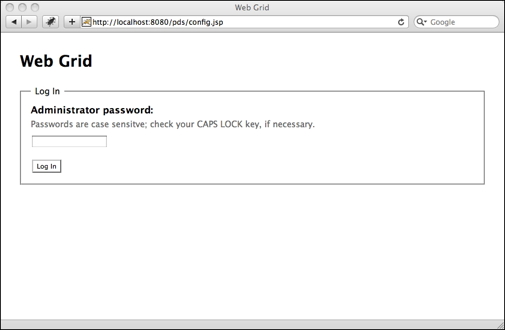 Web Grid
http://localhost:8080/pds/config.jsp
Google
Web Grid
Log In
Administrator password:
Passwords are case sensitve; check your CAPS LOCK key, if necessary.
Log In